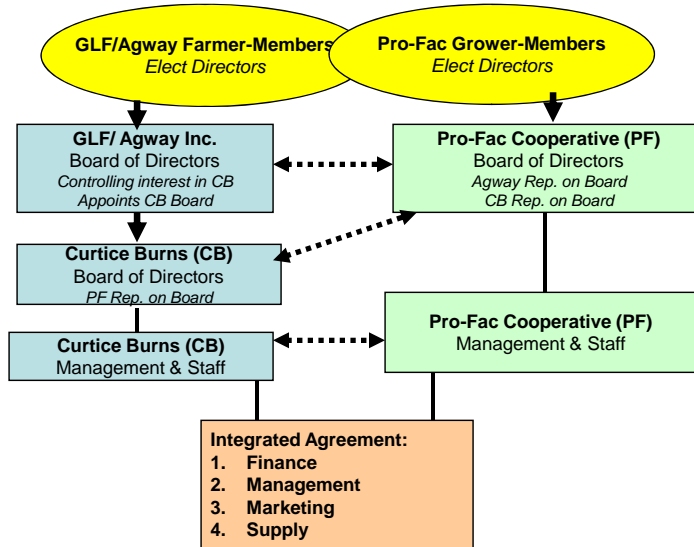 GLF/Agway Farmer-Members
Elect Directors
Pro-Fac Grower-Members
Elect Directors
GLF/ Agway Inc.
Board of Directors
Controlling interest in CB
Appoints CB Board
Pro-Fac Cooperative (PF)
Board of Directors
Agway Rep. on Board
CB Rep. on Board
Curtice Burns (CB)
Board of Directors
PF Rep. on Board
Curtice Burns (CB)
Management & Staff
Pro-Fac Cooperative (PF)
Management & Staff
Integrated Agreement:
1. Finance
2. Management
3. Marketing
4. Supply